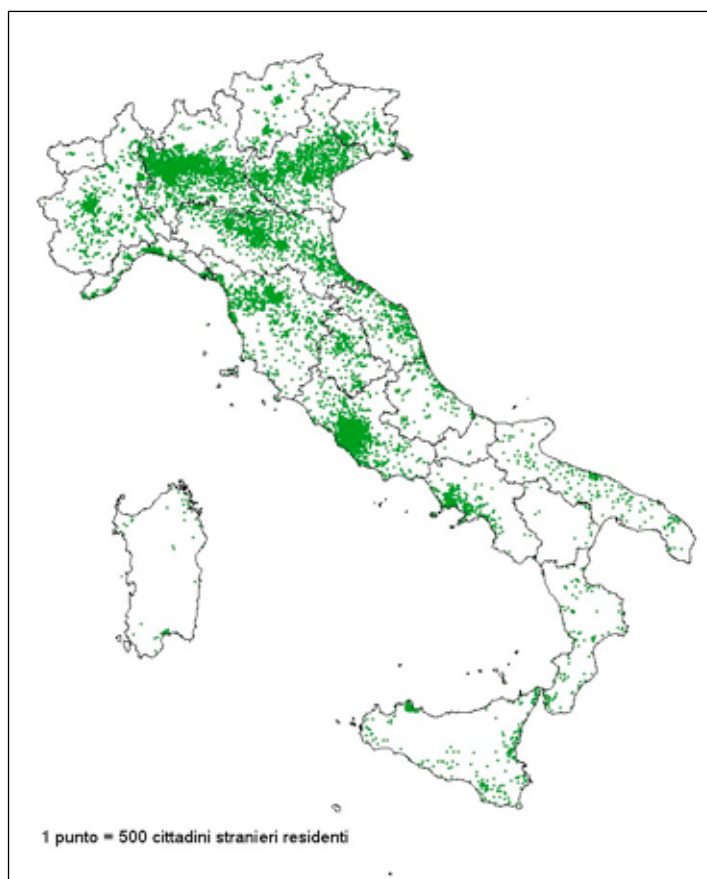 1 punto = 500 cittadini stranieri residenti